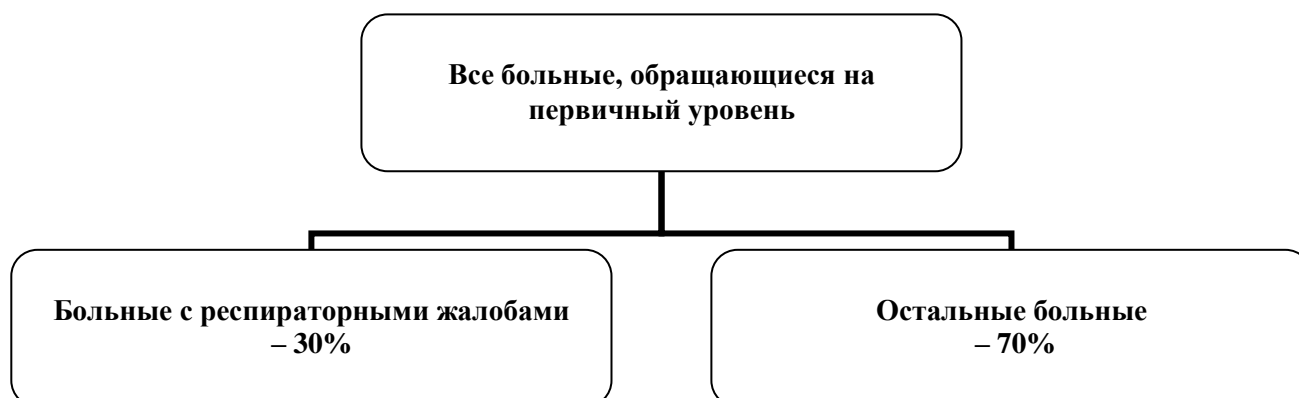 Все больные, обращающиеся на
первичный уровень
Больные с респираторными жалобами
– 30%
Остальные больные
– 70%